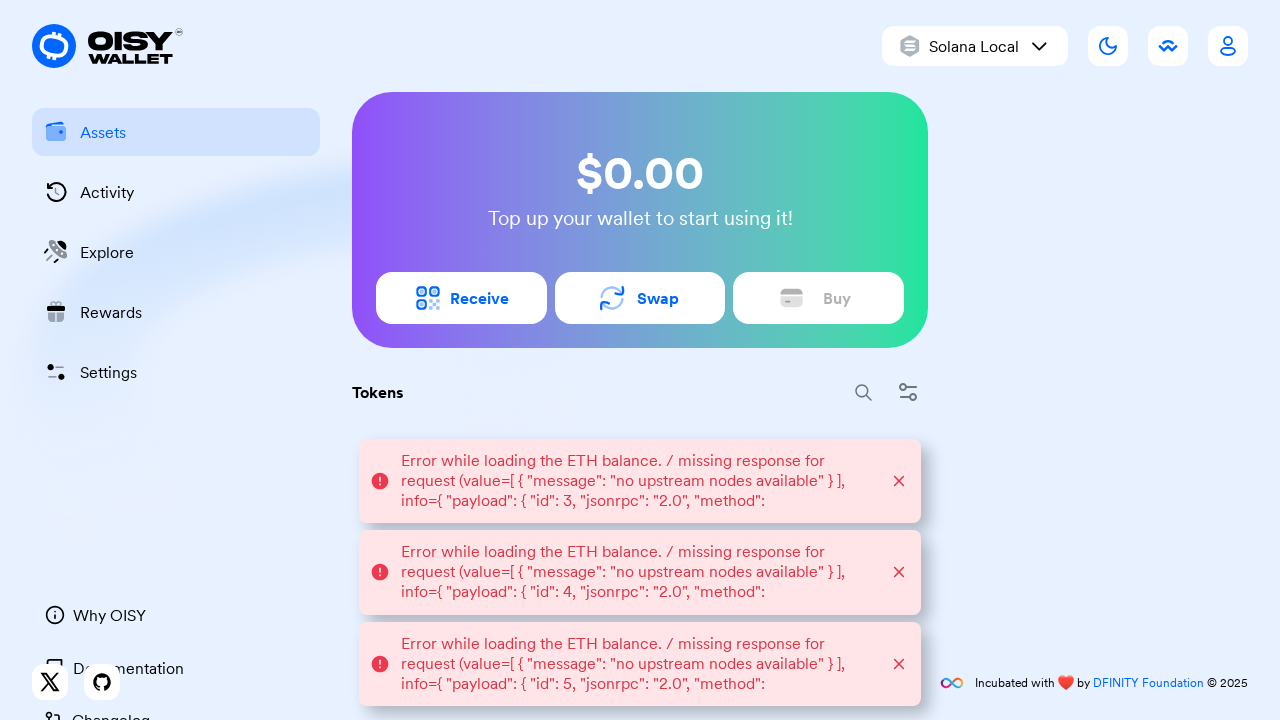 OISY
WALLET
Solana Local
Assets
Activity
Explore
Rewards
Settings
$0.00
Top up your wallet to start using it!
Receive
Swap
Buy
Tokens
Error while loading the ETH balance. / missing response for
request (value=[ { "message": "no upstream nodes available" } ],
info={ "payload": { "id": 3, "jsonrpc": "2.0", "method":
Error while loading the ETH balance. / missing response for
request (value=[ { "message": "no upstream nodes available" } ],
info={ "payload": { "id": 4, "jsonrpc": "2.0", "method":
Error while loading the ETH balance. / missing response for
request (value=[ { "message": "no upstream nodes available" } ],
info={ "payload": { "id": 5, "jsonrpc": "2.0", "method":
Why OISY
Documentation
Changelog
Incubated with ❤️ by DFINITY Foundation © 2025